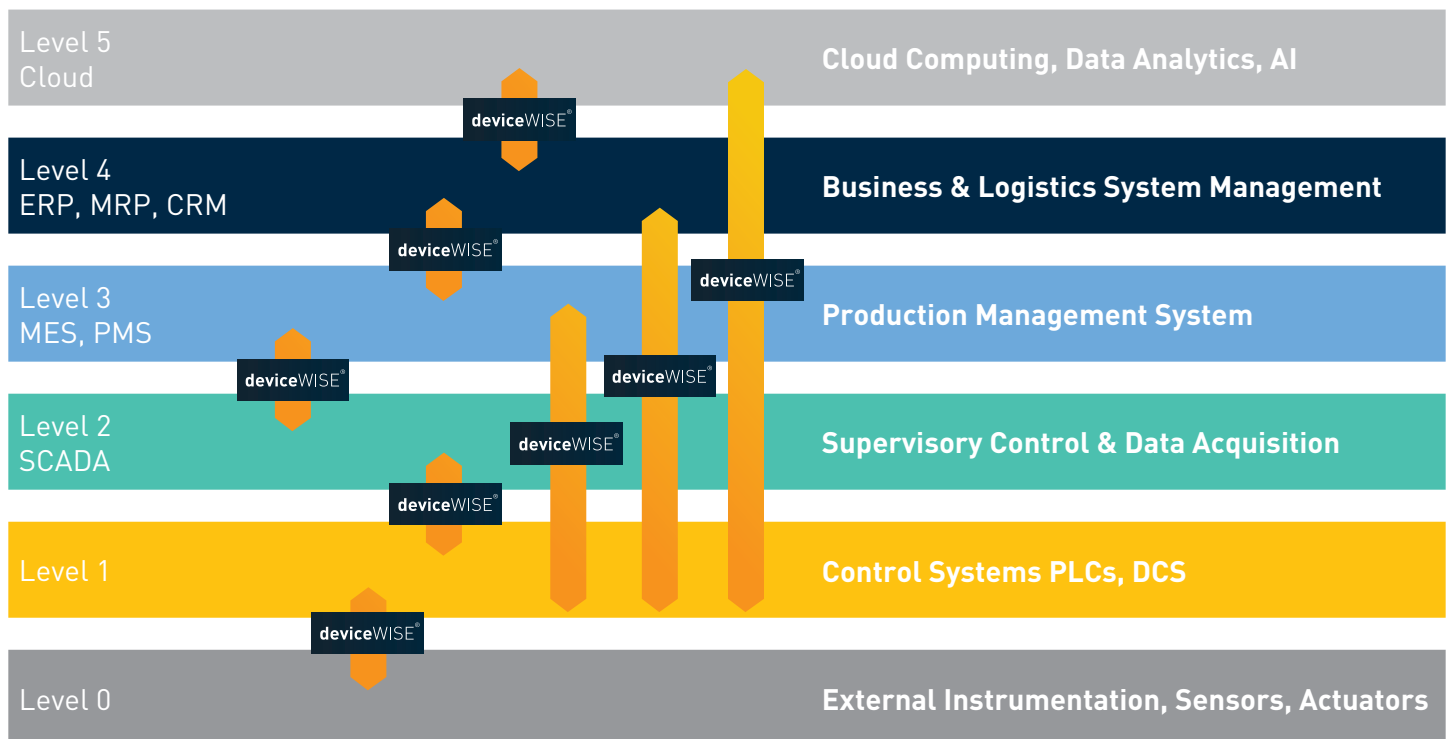 Level 5
Cloud
Cloud Computing, Data Analytics, AI
deviceWISE®
Level 4
ERP, MRP, CRM
Business & Logistics System Management
deviceWISE®
deviceWISE®
Level 3
MES, PMS
Production Management System
deviceWISE®
deviceWISE®
Level 2
SCADA
Supervisory Control & Data Acquisition
deviceWISE®
deviceWISE®
Level 1
Control Systems PLCs, DCS
deviceWISE®
Level 0
External Instrumentation, Sensors, Actuators